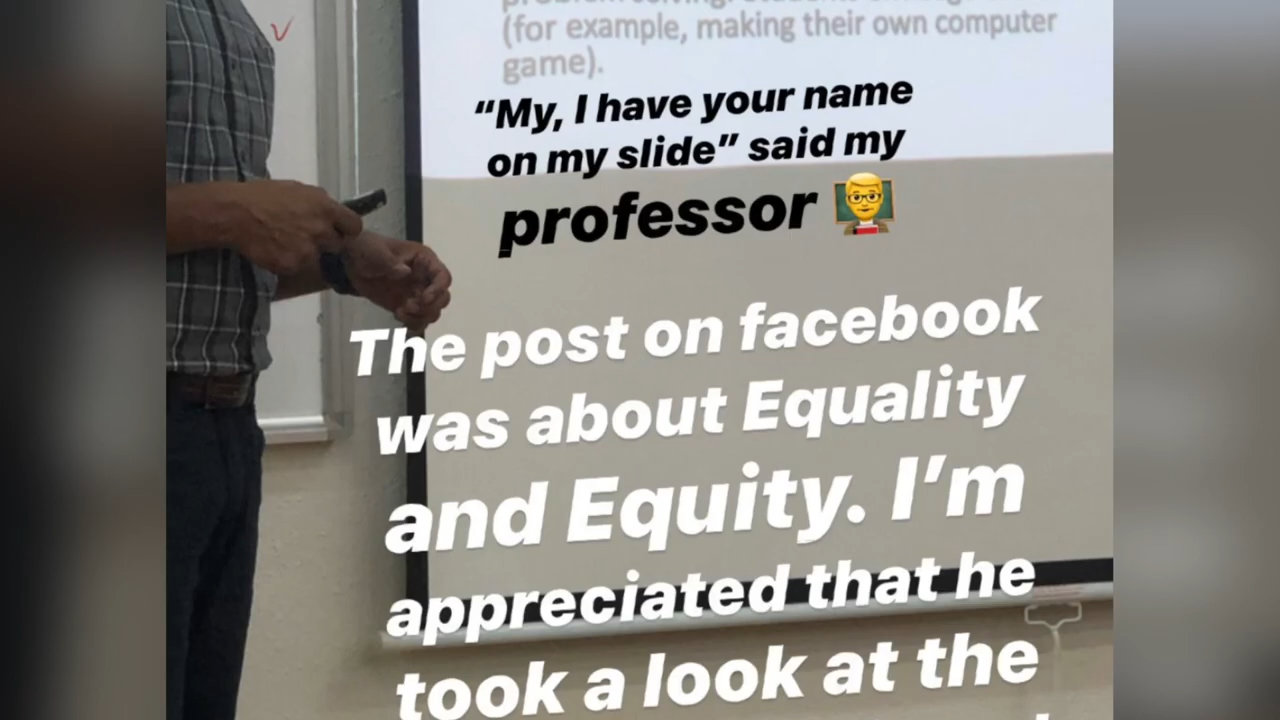 (for example, making their own computer
game).
“My, I have your name
on my slide” said my
professor
The post on facebook
was about Equality
and Equity. I’m
appreciated that he
took a look at the